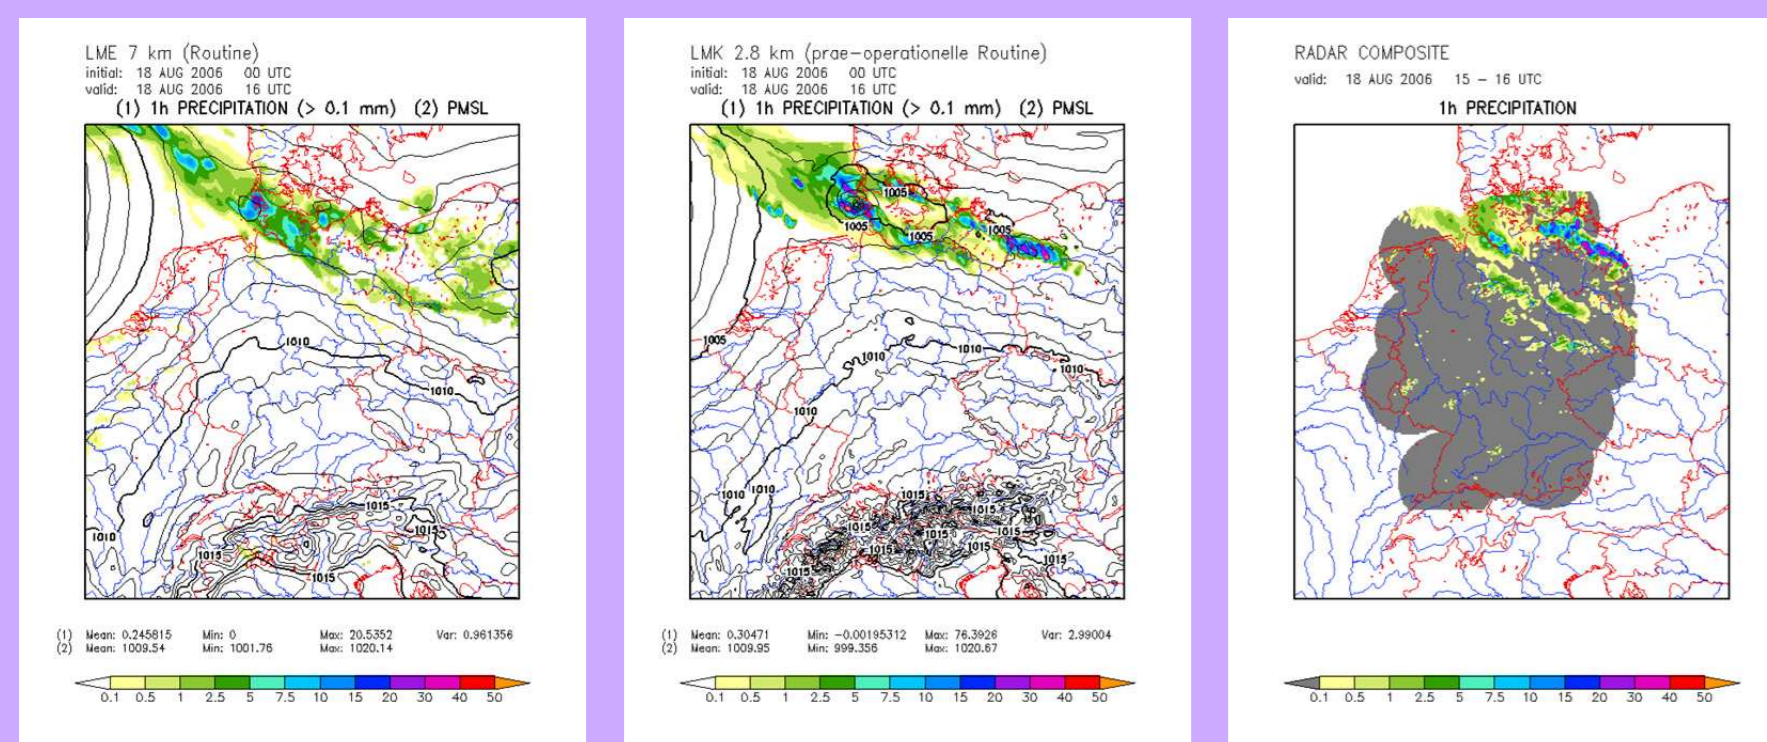 LME 7 km (Routine)
initial: 18 AUG 2006 00 UTC
valid: 18 AUG 2006 16 UTC
(1) 1h PRECIPITATION (> 0.1 mm) (2) PMSL
1010
1010
1010
1015
1015
1015
1015
(1) Mean: 0.245815 Min: 0 Max: 20.5352 Var: 0.961356
(2) Mean: 1009.54 Min: 1001.76 Max: 1020.14
0.1 0.5 1 2.5 5 7.5 10 15 20 30 40 50
LMK 2.8 km (prae-operationelle Routine)
initial: 18 AUG 2006 00 UTC
valid: 18 AUG 2006 16 UTC
(1) 1h PRECIPITATION (> 0.1 mm) (2) PMSL
1005
1005
1005
1005
1005
1010
1010
1010
1010
1010 1010
1015
1015
1015
1015
1015
1015
1015
1015
1015
(1) Mean: 0.30471 Min: -0.00195312 Max: 76.3926 Var: 2.99004
(2) Mean: 1009.95 Min: 999.356 Max: 1020.67
0.1 0.5 1 2.5 5 7.5 10 15 20 30 40 50
RADAR COMPOSITE
valid: 18 AUG 2006 15 - 16 UTC
1h PRECIPITATION
0.1 0.5 1 2.5 5 7.5 10 15 20 30 40 50